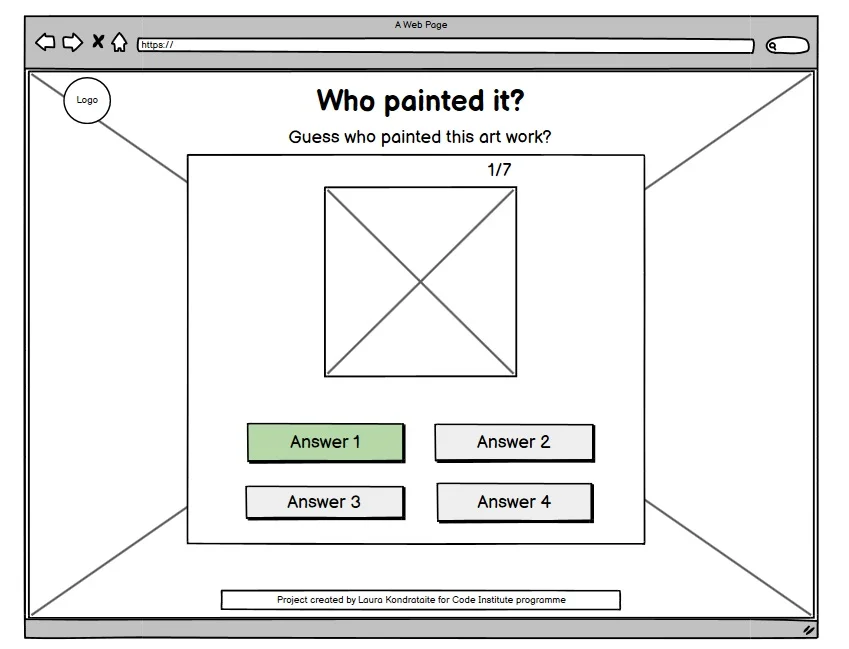 A Web Page
https://
Logo
Who painted it?
Guess who painted this art work?
1/7
Answer 1
Answer 2
Answer 3
Answer 4
Project created by Laura Kondrataite for Code Institute programme